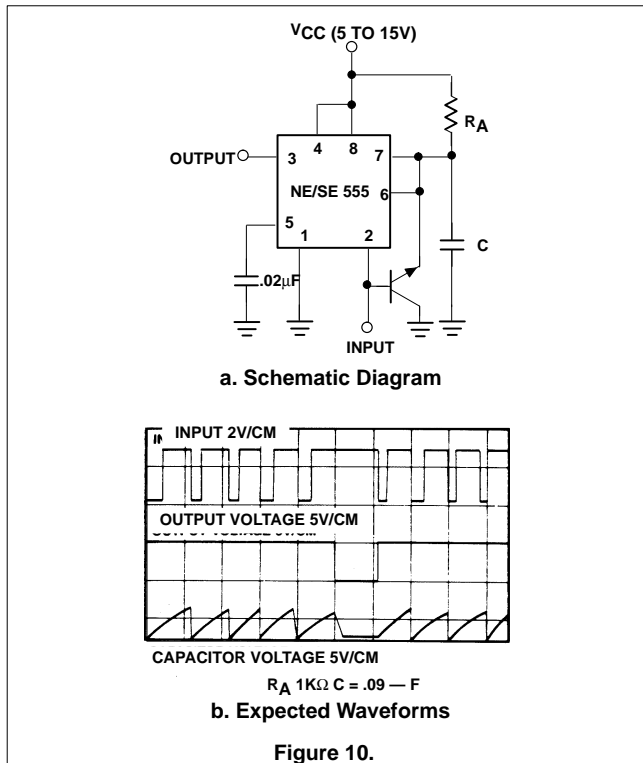 VCC (5 TO 15V)
RA
4 8
OUTPUT 3 7
NE/SE 555 6
5 1 2
C
.02µF
INPUT
a. Schematic Diagram
INPUT 2V/CM
OUTPUT VOLTAGE 5V/CM
CAPACITOR VOLTAGE 5V/CM
RA 1KΩ C = .09 — F
b. Expected Waveforms
Figure 10.